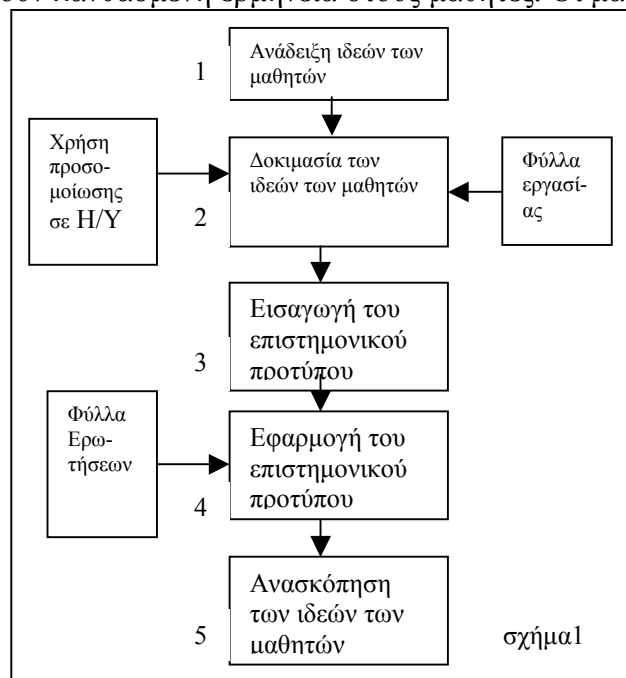 1
Ανάδειξη ιδεών των
μαθητών
Χρήση
προσο-
μοίωσης
σε Η/Υ
2
Δοκιμασία των
ιδεών των μαθητών
Φύλλα
εργασί-
ας
3
Εισαγωγή του
επιστημονικού
προτύπου
Φύλλα
Ερω-
τήσεων
4
Εφαρμογή του
επιστημονικού
προτύπου
5
Ανασκόπηση
των ιδεών των
μαθητών
σχήμα1